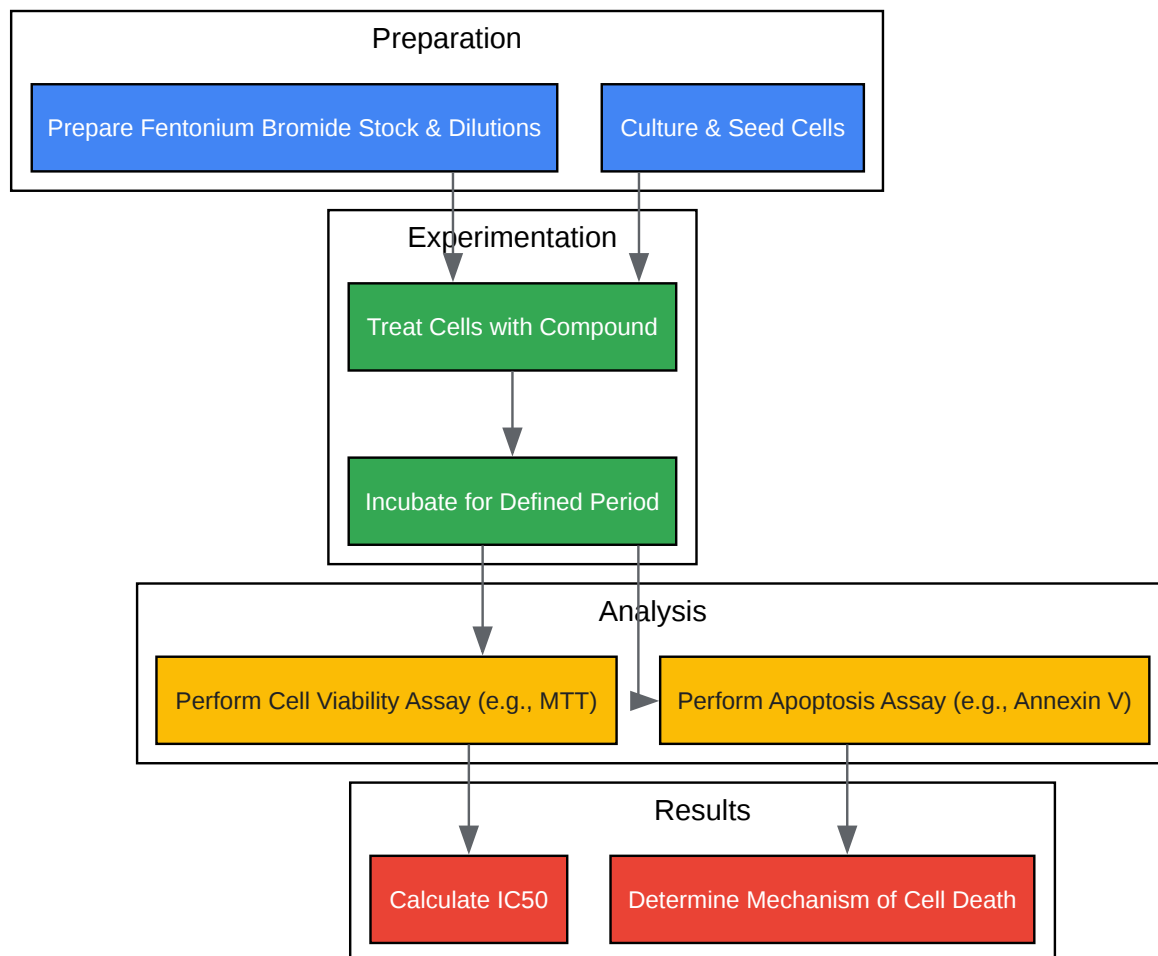 Preparation
Prepare Fentonium Bromide Stock & Dilutions
Culture & Seed Cells
Experimentation
Treat Cells with Compound
Incubate for Defined Period
Analysis
Perform Cell Viability Assay (e.g., MTT)
Perform Apoptosis Assay (e.g., Annexin V)
Results
Calculate IC50
Determine Mechanism of Cell Death